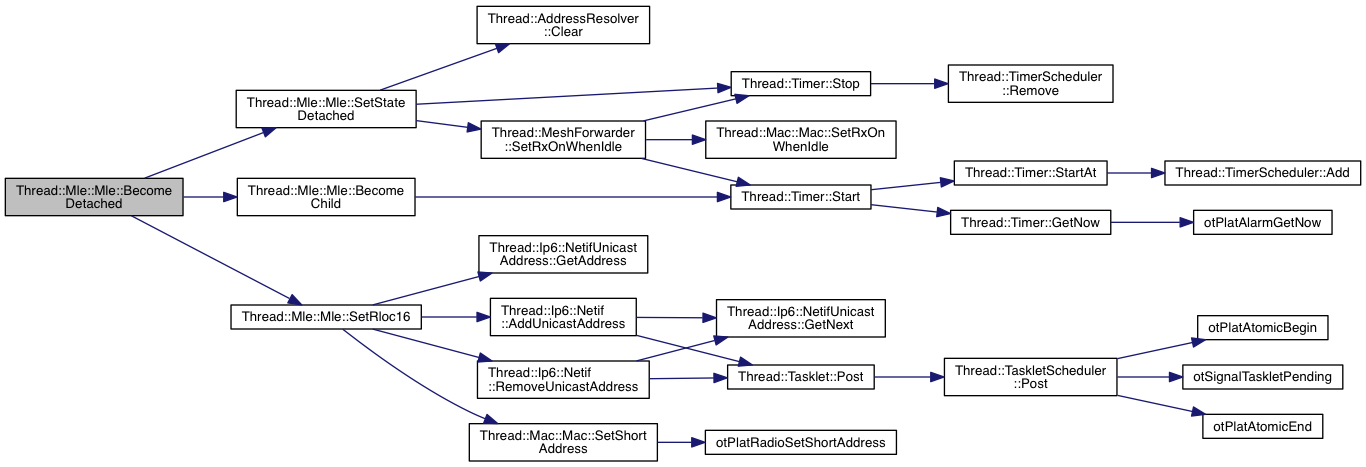 Thread::AddressResolver
::Clear
Thread::Mle::Mle::SetState
Detached
Thread::Timer::Stop
Thread::TimerScheduler
::Remove
Thread::MeshForwarder
::SetRxOnWhenIdle
Thread::Mac::Mac::SetRxOn
WhenIdle
Thread::Mle::Mle::Become
Detached
Thread::Mle::Mle::Become
Child
Thread::Timer::Start
Thread::Timer::StartAt
Thread::TimerScheduler::Add
Thread::Timer::GetNow
otPlatAlarmGetNow
Thread::Ip6::NetifUnicast
Address::GetAddress
Thread::Mle::Mle::SetRloc16
Thread::Ip6::Netif
::AddUnicastAddress
Thread::Ip6::NetifUnicast
Address::GetNext
Thread::Ip6::Netif
::RemoveUnicastAddress
Thread::Tasklet::Post
Thread::TaskletScheduler
::Post
otPlatAtomicBegin
otSignalTaskletPending
otPlatAtomicEnd
Thread::Mac::Mac::SetShort
Address
otPlatRadioSetShortAddress